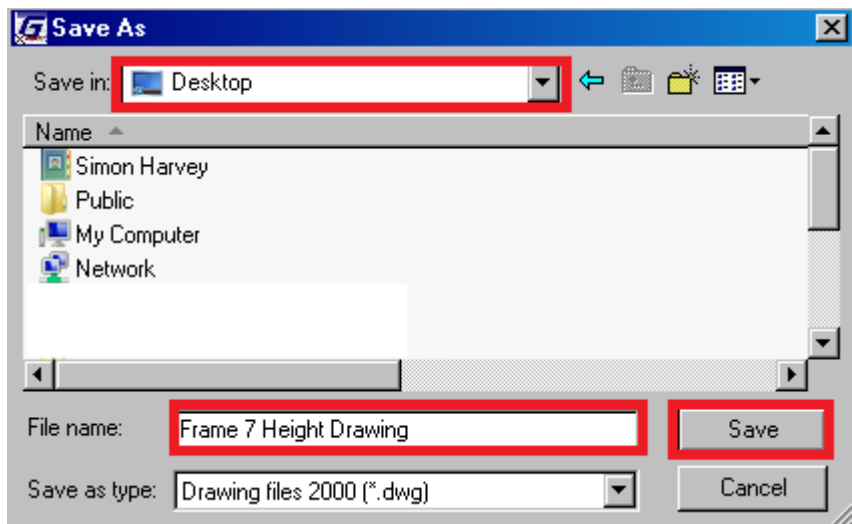 Save As
Save in: Desktop
Name
Simon Harvey
Public
My Computer
Network
File name: Frame 7 Height Drawing Save
Save as type: Drawing files 2000 (*.dwg) Cancel